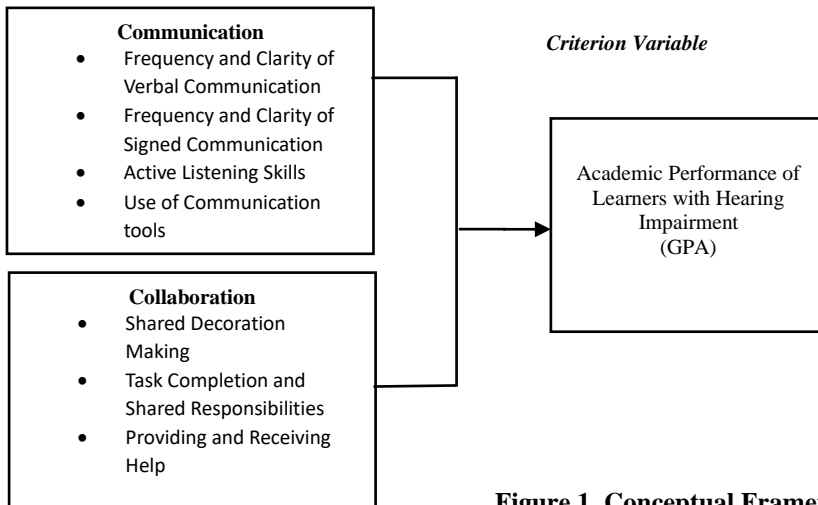 Communication
• Frequency and Clarity of
Verbal Communication
• Frequency and Clarity of
Signed Communication
• Active Listening Skills
• Use of Communication
tools
Collaboration
• Shared Decoration
Making
• Task Completion and
Shared Responsibilities
• Providing and Receiving
Help
Criterion Variable
Academic Performance of
Learners with Hearing
Impairment
(GPA)
Figure 1. Conceptual